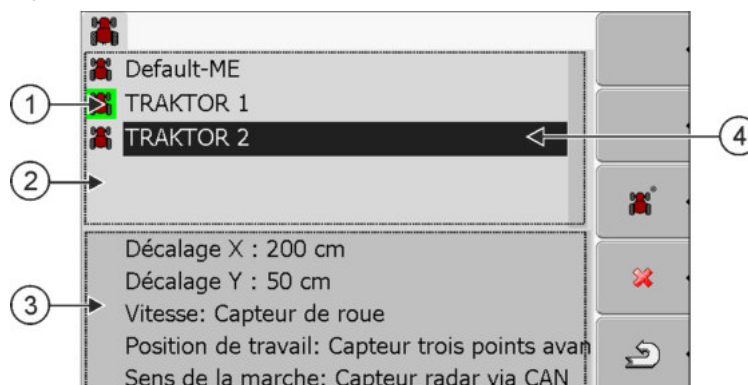 Default-ME
1
TRAKTOR 1
TRAKTOR 2
4
2
Décalage X : 200 cm
Décalage Y : 50 cm
3
Vitesse: Capteur de roue
Position de travail: Capteur trois points avan
Sens de la marche: Capteur radar via CAN